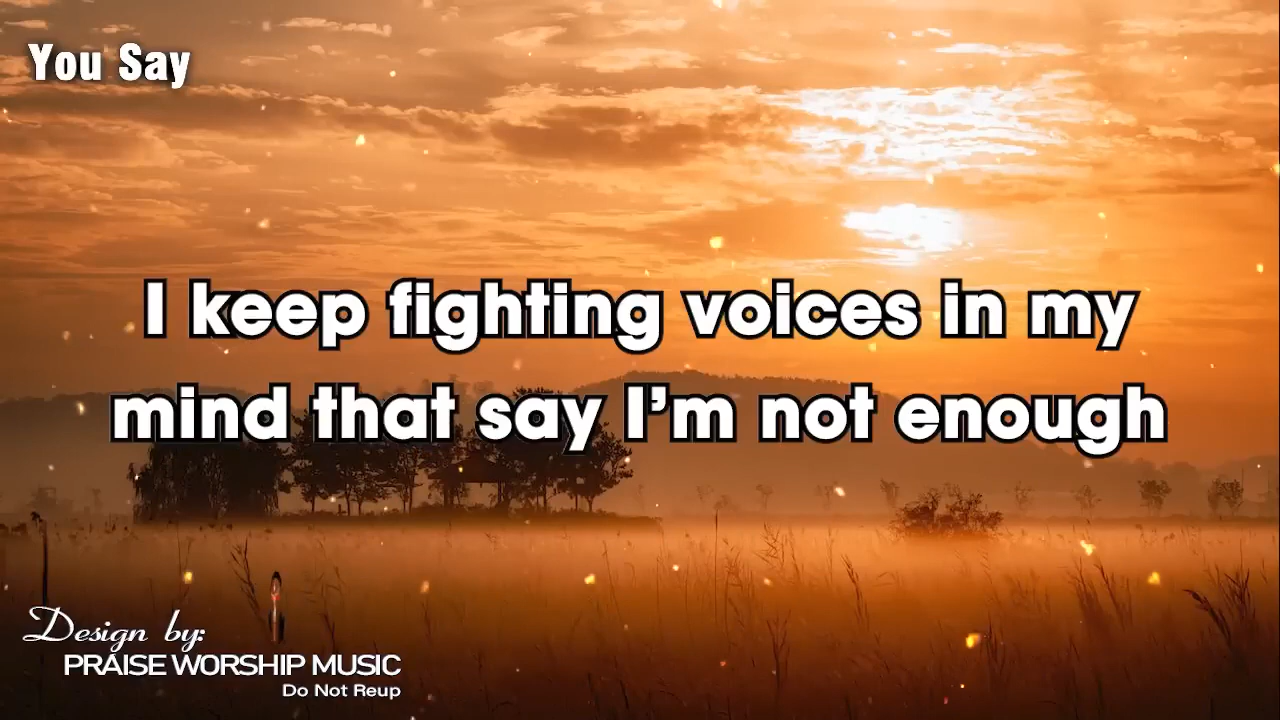 You Say
I keep fighting voices in my
mind that say I'm not enough
Design by:
PRAISE WORSHIP MUSIC
Do Not Reup